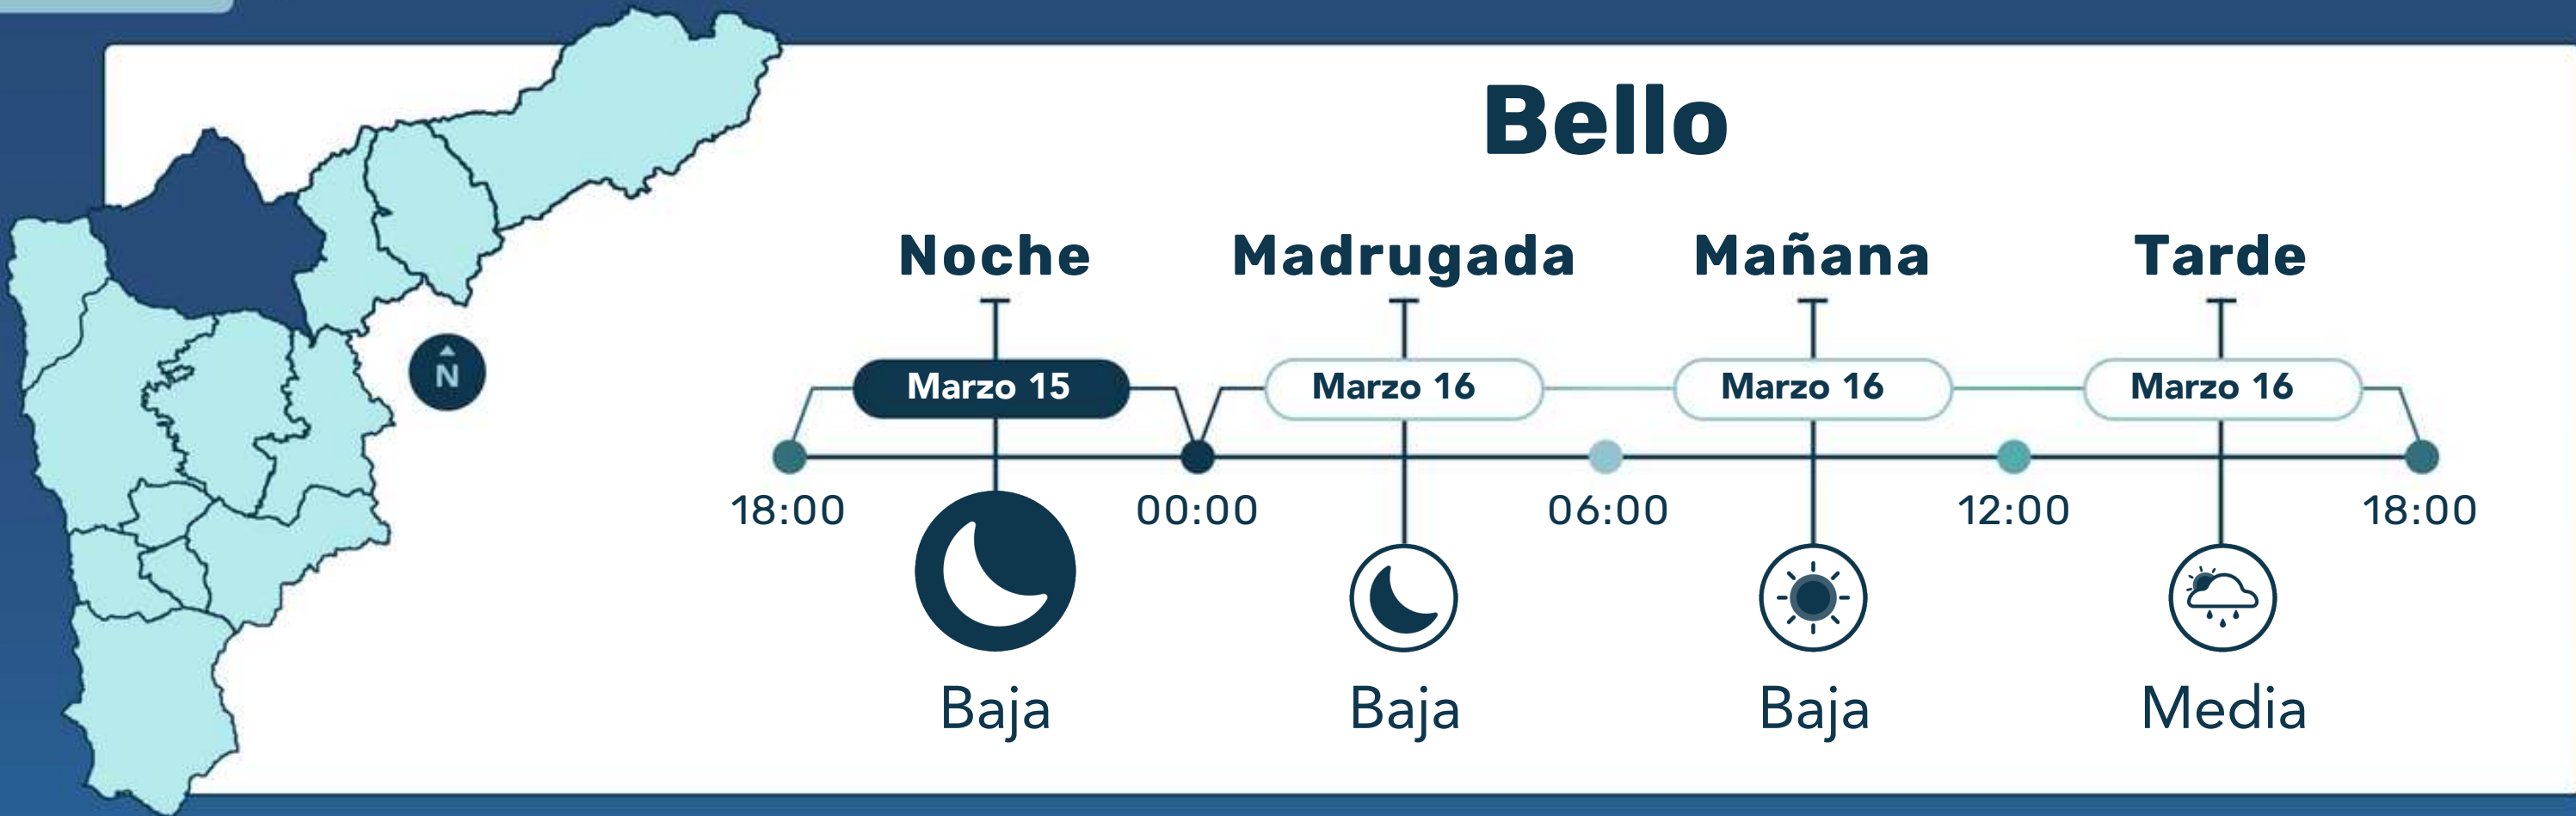 Bello
Noche Madrugada Mañana Tarde
Marzo 15 Marzo 16 Marzo 16 Marzo 16
N
18:00 00:00 06:00 12:00 18:00
Baja Baja Baja Media